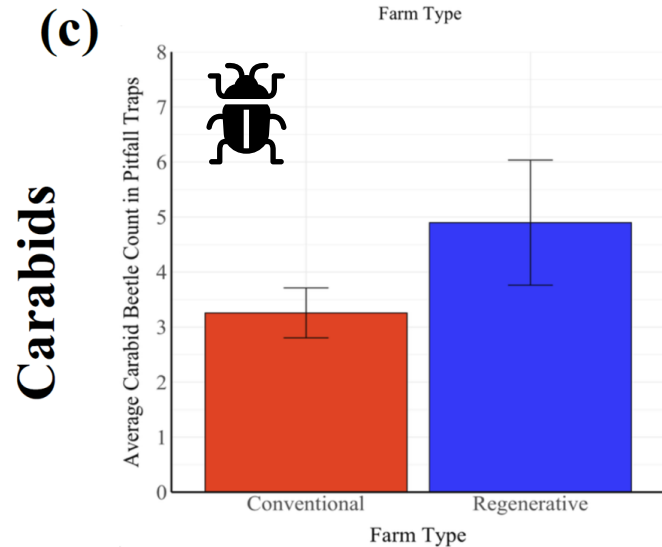 Farm Type
(c)
Carabids
Average Carabid Beetle Count in Pitfall Traps
8
7
6
5
4
3
2
1
0
Conventional Regenerative
Farm Type